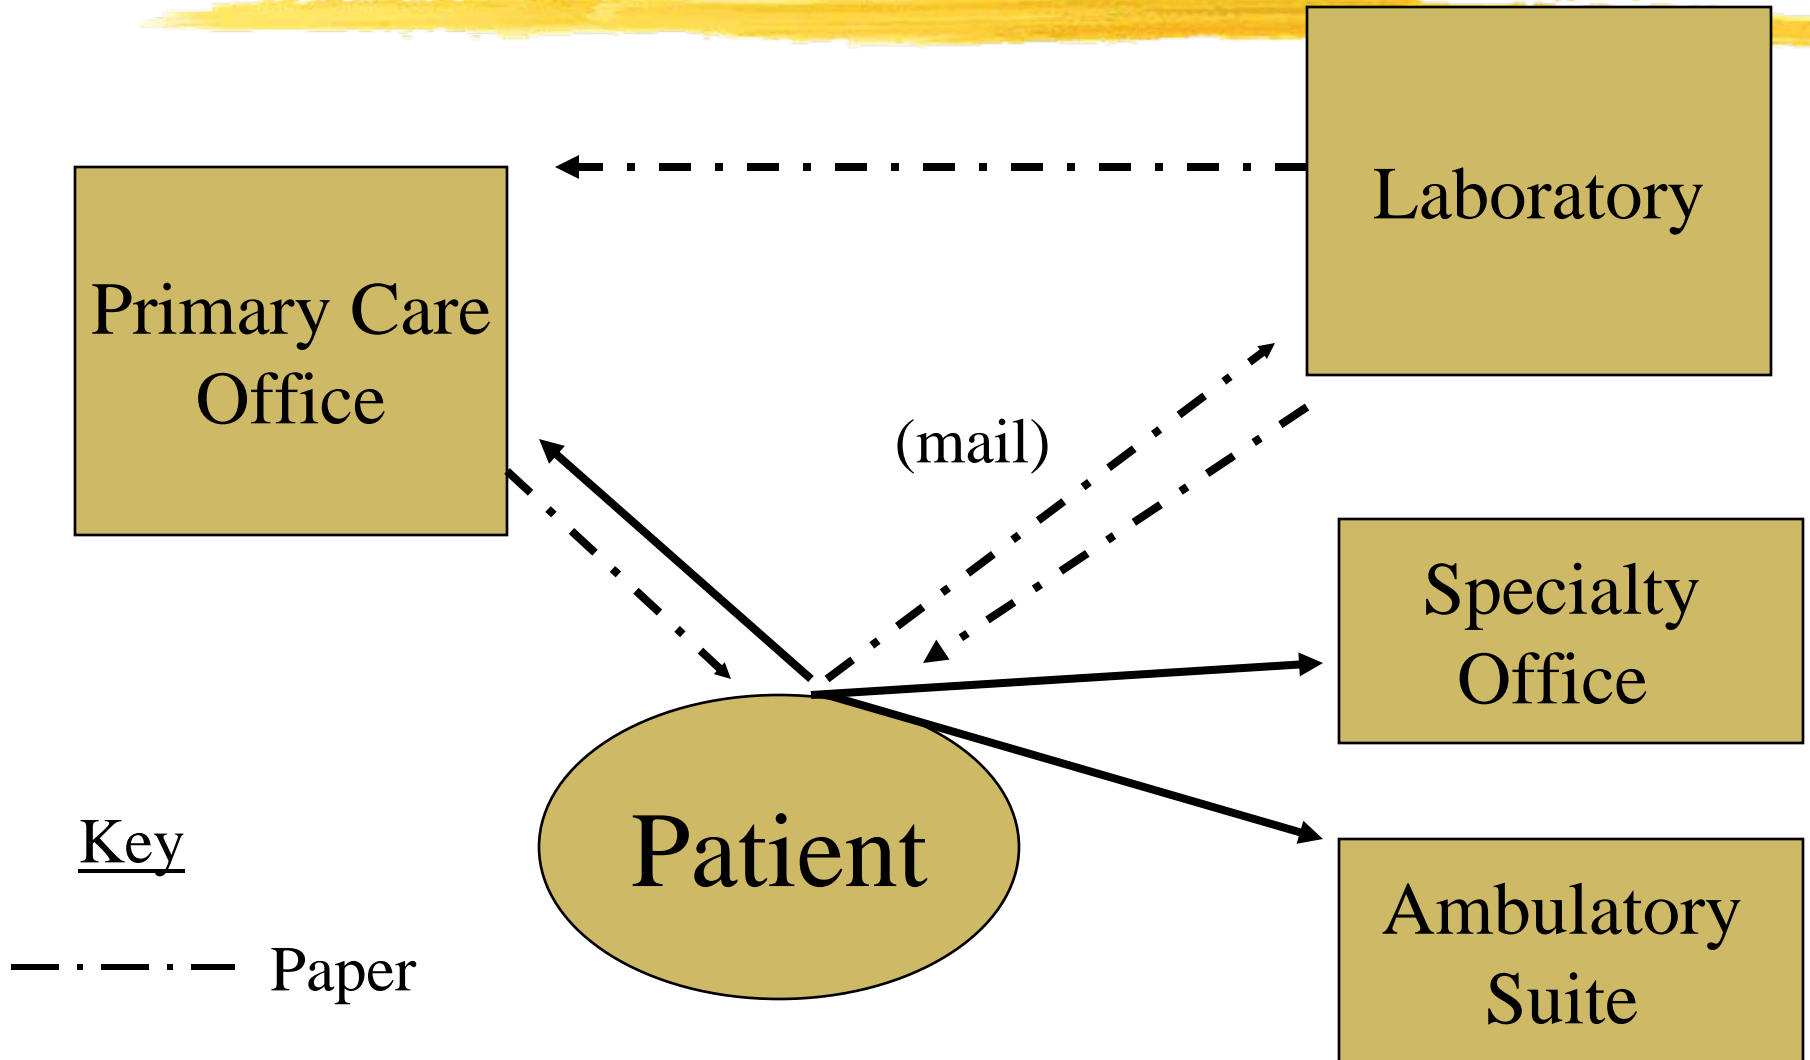 Laboratory
Primary Care
Office
(mail)
Specialty
Office
Patient
Key
Ambulatory
Suite
Paper